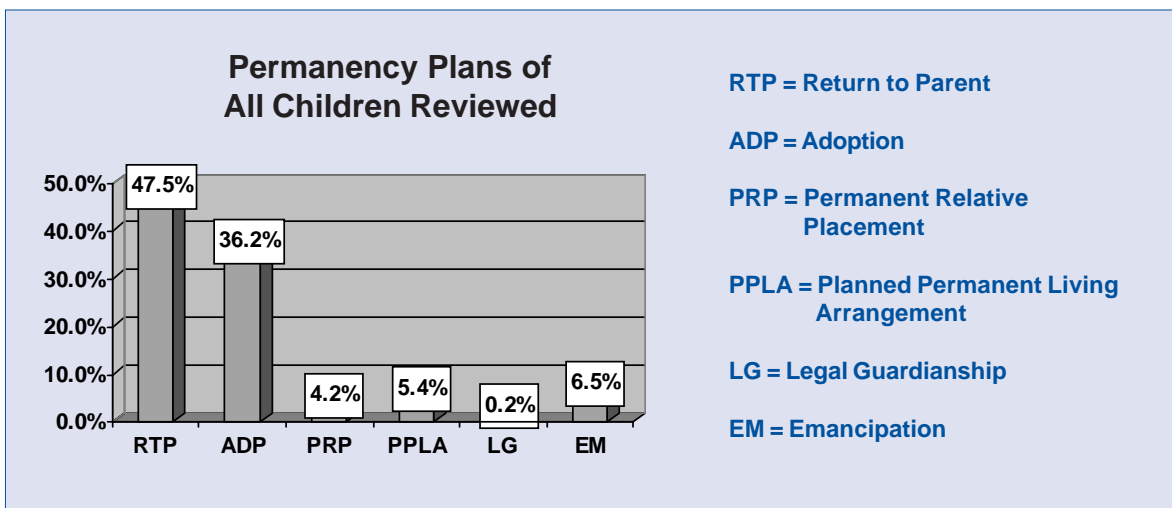 Permanency Plans of
All Children Reviewed
50.0%
40.0%
30.0%
20.0%
10.0%
0.0%
47.5%
36.2%
4.2%
5.4%
0.2%
6.5%
RTP
ADP
PRP
PPLA
LG
EM
RTP = Return to Parent
ADP = Adoption
PRP = Permanent Relative
Placement
PPLA = Planned Permanent Living
Arrangement
LG = Legal Guardianship
EM = Emancipation